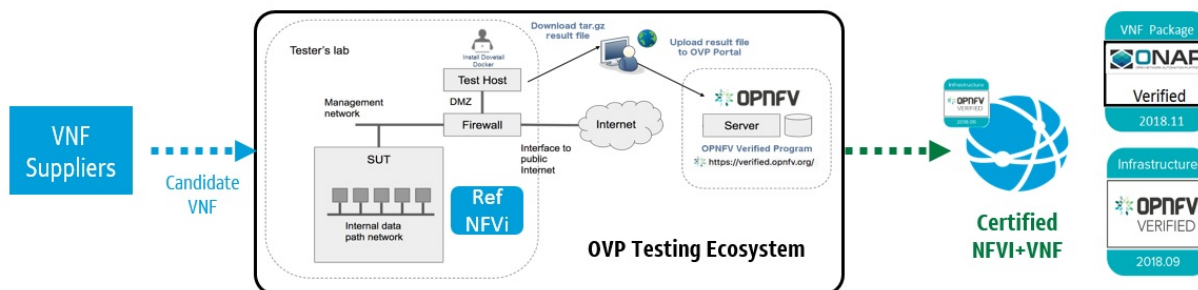 VNF
Suppliers
Candidate
VNF
Tester's lab
Install Dovetail
Docker
Test Host
DMZ
Management
network
Firewall
Internet
Interface to
public
Internet
SUT
Internal data
path network
Ref
NFVi
Download tar.gz
result file
Upload result file
to OVP Portal
OPNFV
Server
OPNFV Verified Program
https://verified.opnfv.org/
OVP Testing Ecosystem
Infrastructure
OPNFV
VERIFIED
2018.09
Certified
NFVI+VNF
VNF Package
ONAP
Verified
2018.11
Infrastructure
OPNFV
VERIFIED
2018.09